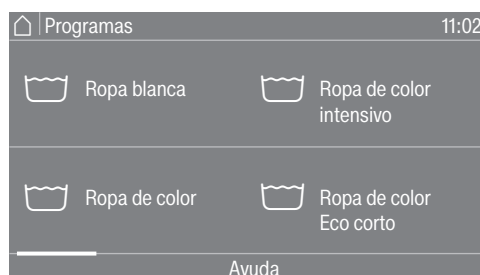 Programas 11:02
Ropa blanca
Ropa de color
intensivo
Ropa de color
Ropa de color
Eco corto
Ayuda